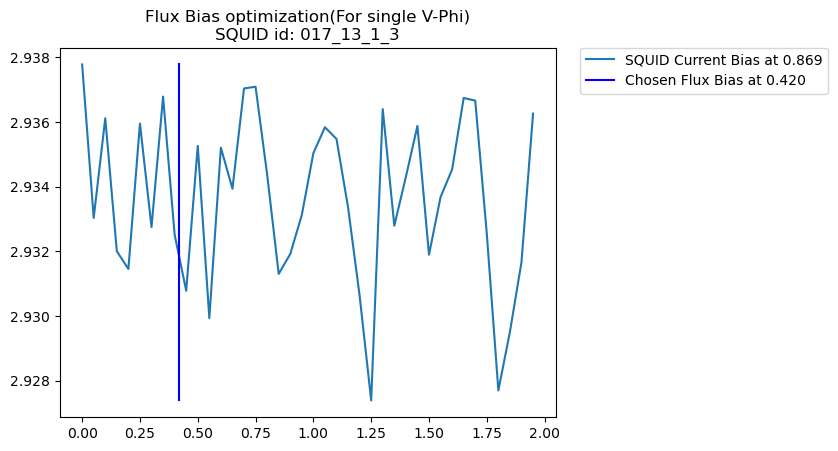 Flux Bias optimization(For single V-Phi)
SQUID id: 017_13_1_3
SQUID Current Bias at 0.869
Chosen Flux Bias at 0.420
2.938
2.936
2.934
2.932
2.930
2.928
0.00 0.25 0.50 0.75 1.00 1.25 1.50 1.75 2.00